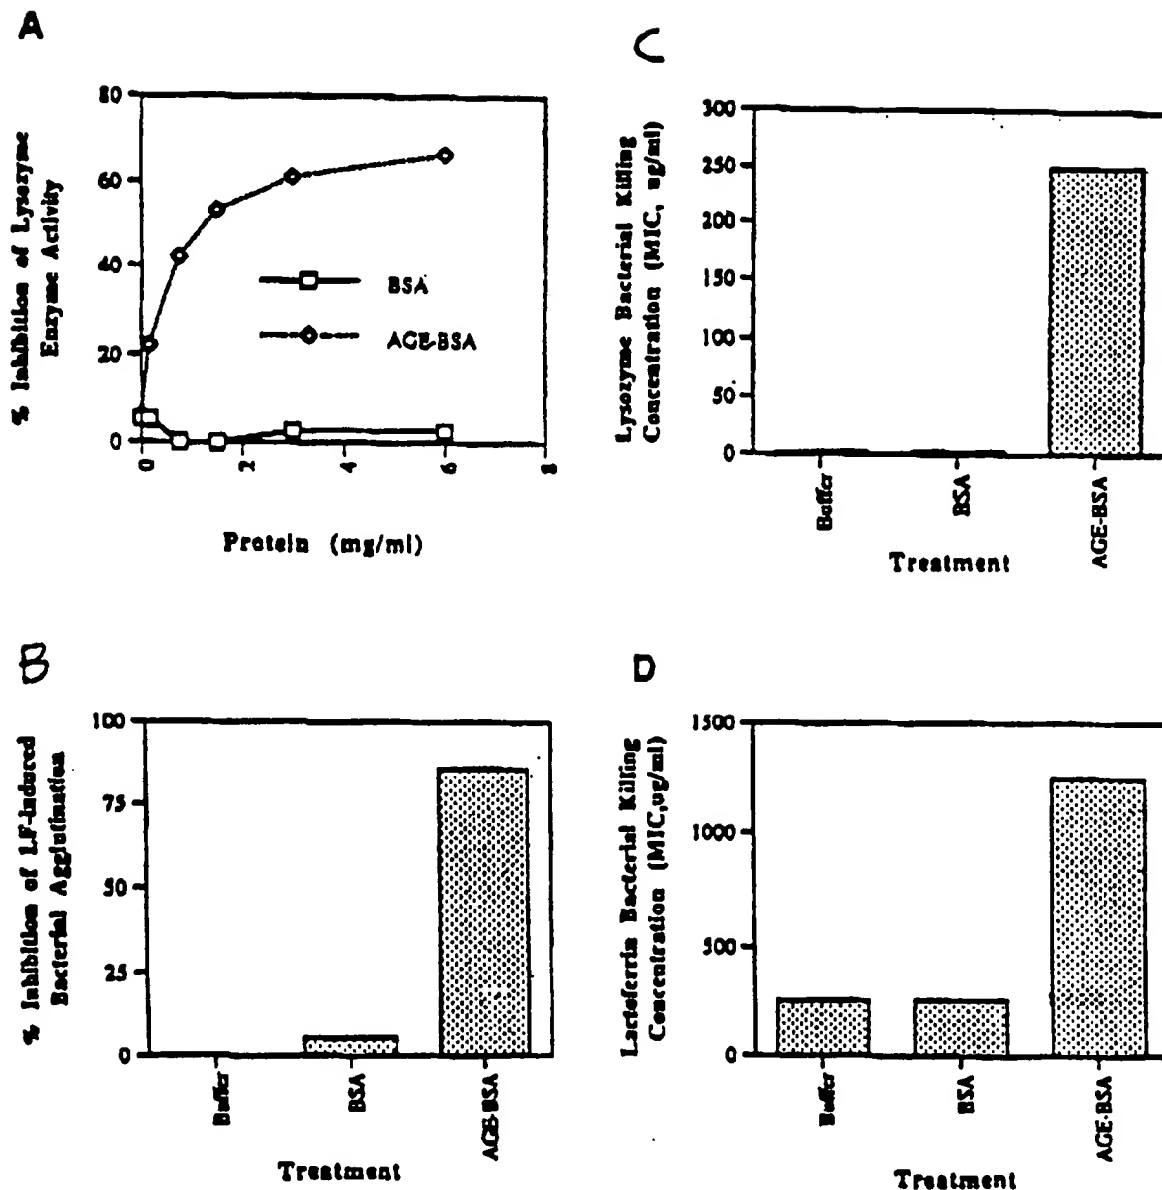 A
% Inhibition of Lysozyme
Enzyme Activity
80
60
40
20
0
0
2
4
6
8
BSA
AGE-BSA
Protein (mg/ml)
C
Lysozyme Bacterial Killing
Concentration (MIC, ug/ml)
300
250
200
150
100
50
0
Buffer
BSA
AGE-BSA
Treatment
B
% Inhibition of LF-induced
Bacterial Agglutination
100
75
50
25
0
Buffer
BSA
AGE-BSA
Treatment
D
Lactoferrin Bacterial Killing
Concentration (MIC,ug/ml)
1500
1000
500
0
Buffer
BSA
AGE-BSA
Treatment